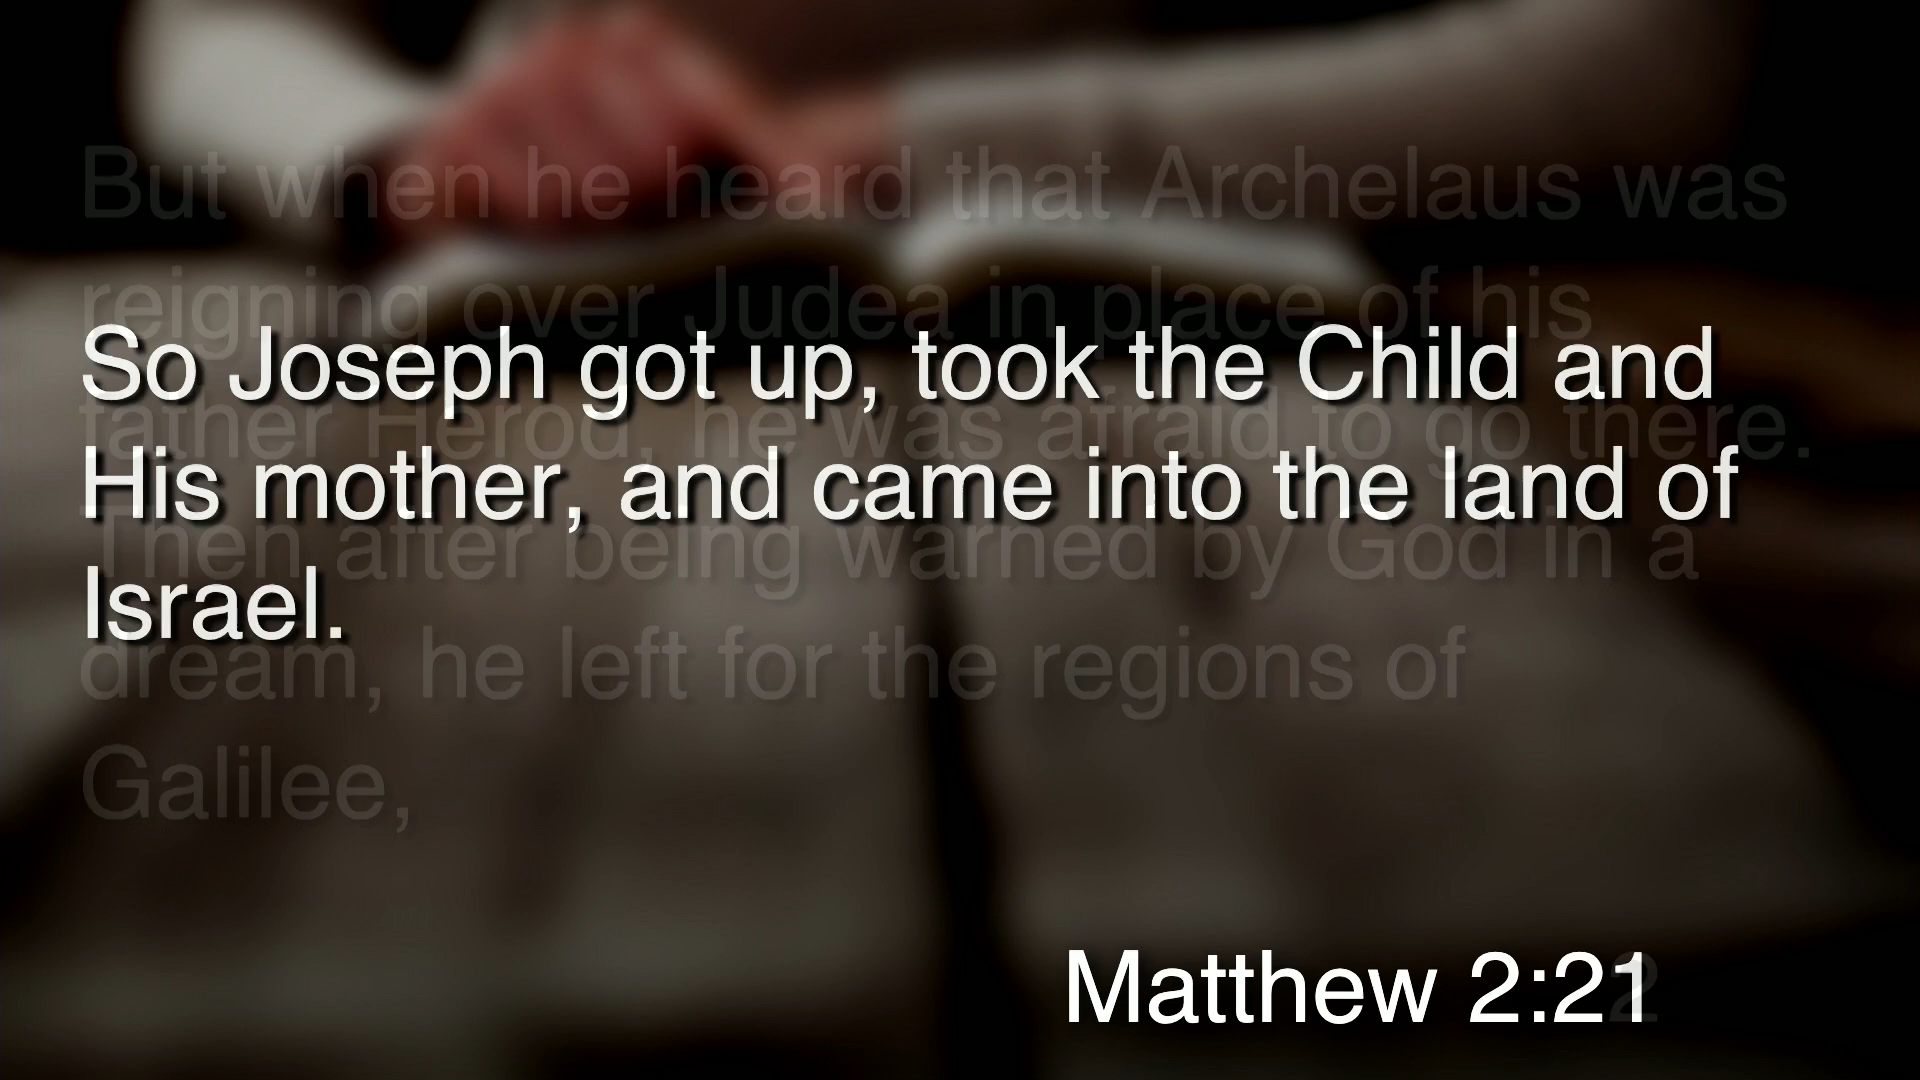 But when he heard that Archelaus was
reigning over Judea in place of his
So Joseph got up, took the Child and
father Herod, he was afraid to go there.
His mother, and came into the land of
Then after being warned by God in a
Israel.
dream, he left for the regions of
Galilee,
Matthew 2:21